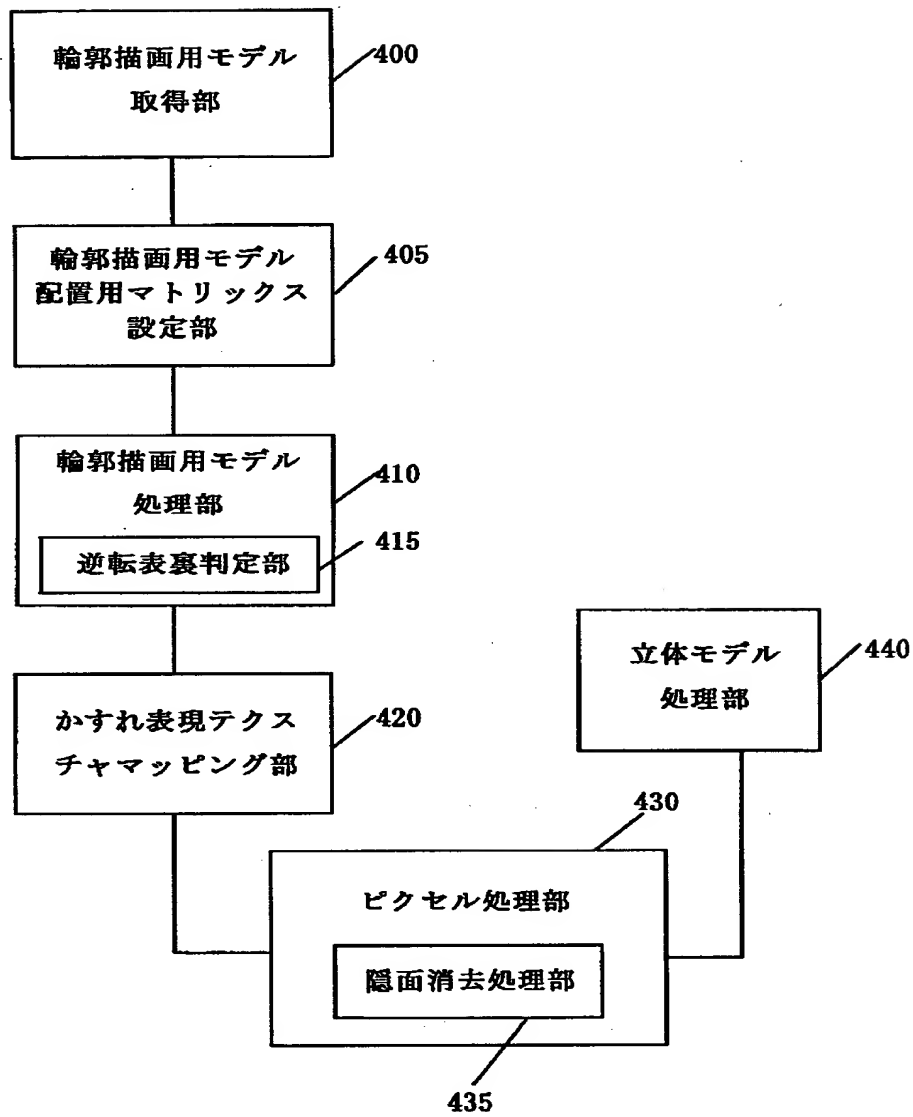 輪郭描画用モデル
取得部
400
輪郭描画用モデル
配置用マトリックス
設定部
405
輪郭描画用モデル
処理部
410
逆転表裏判定部
415
かすれ表現テクス
チャマッピング部
420
立体モデル
処理部
440
430
ピクセル処理部
隠面消去処理部
435